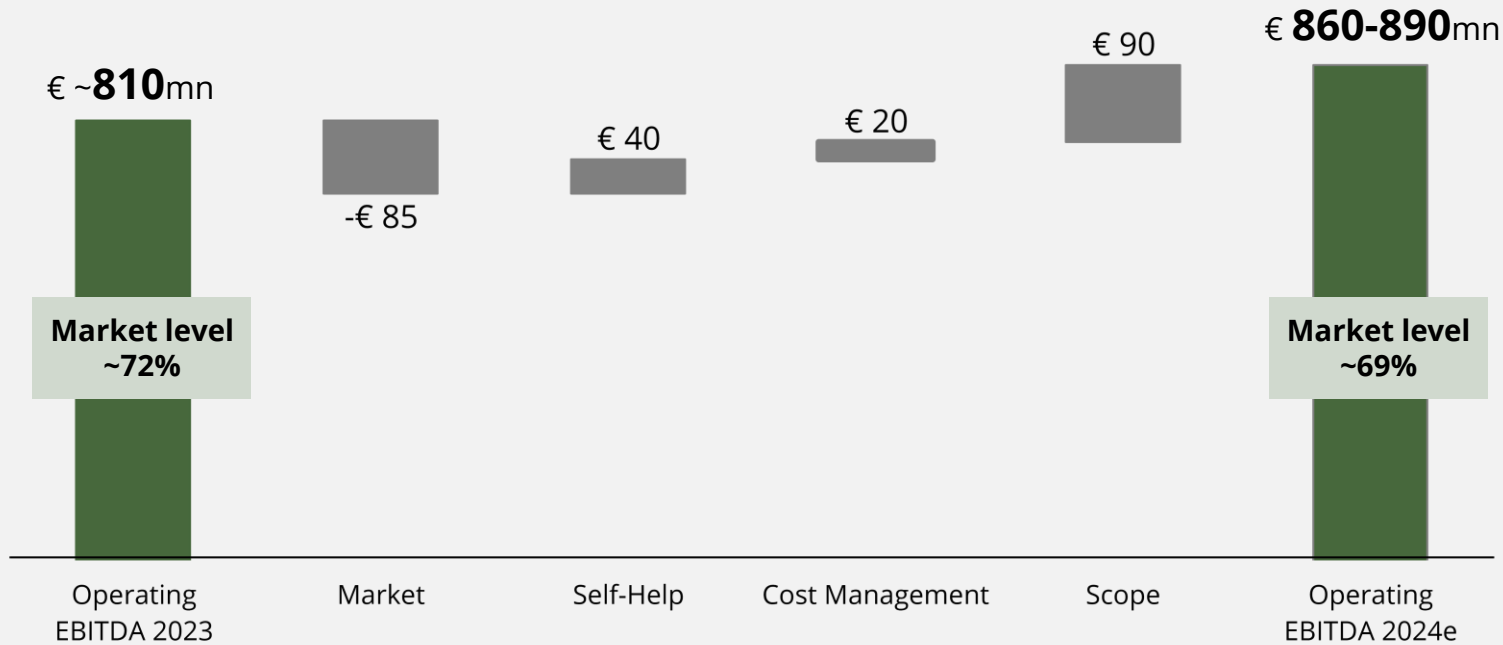 € ~810mn
-€ 85
€ 40
€ 20
€ 90
€ 860-890mn
Market level
~72%
Market level
~69%
Operating
EBITDA 2023
Market
Self-Help
Cost Management
Scope
Operating
EBITDA 2024e